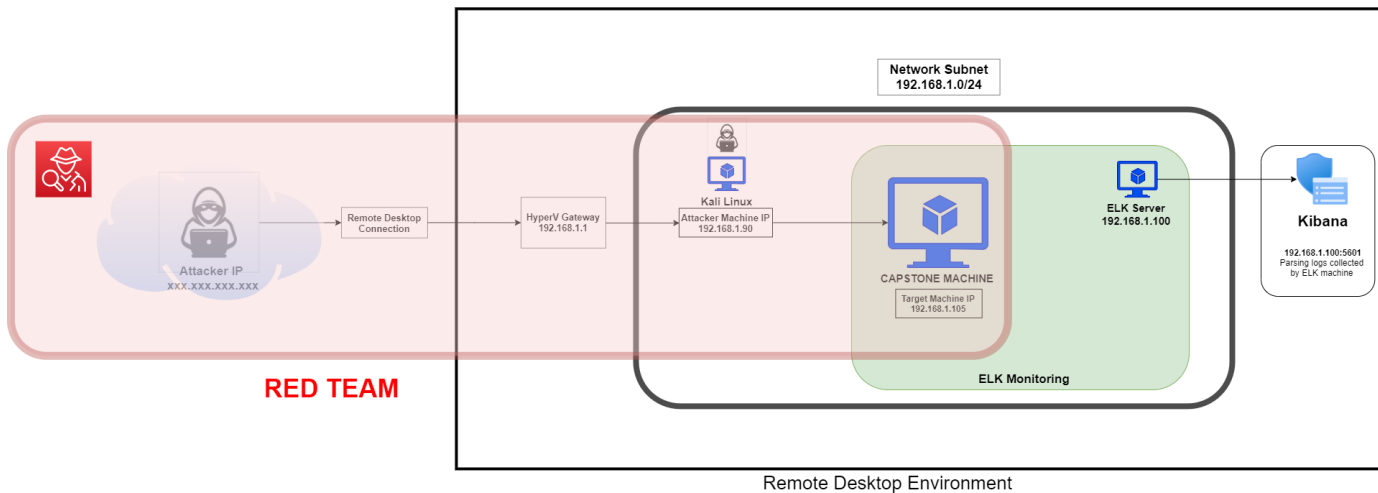 Network Subnet
192.168.1.0/24
Kali Linux
Attacker Machine IP
192.168.1.90
Remote Desktop
Connection
HyperV Gateway
192.168.1.1
Attacker IP
xxx.xxx.xxx.xxx
CAPSTONE MACHINE
Target Machine IP
192.168.1.105
ELK Server
192.168.1.100
Kibana
192.168.1.100:5601
Parsing logs collected
by ELK machine
RED TEAM
ELK Monitoring
Remote Desktop Environment